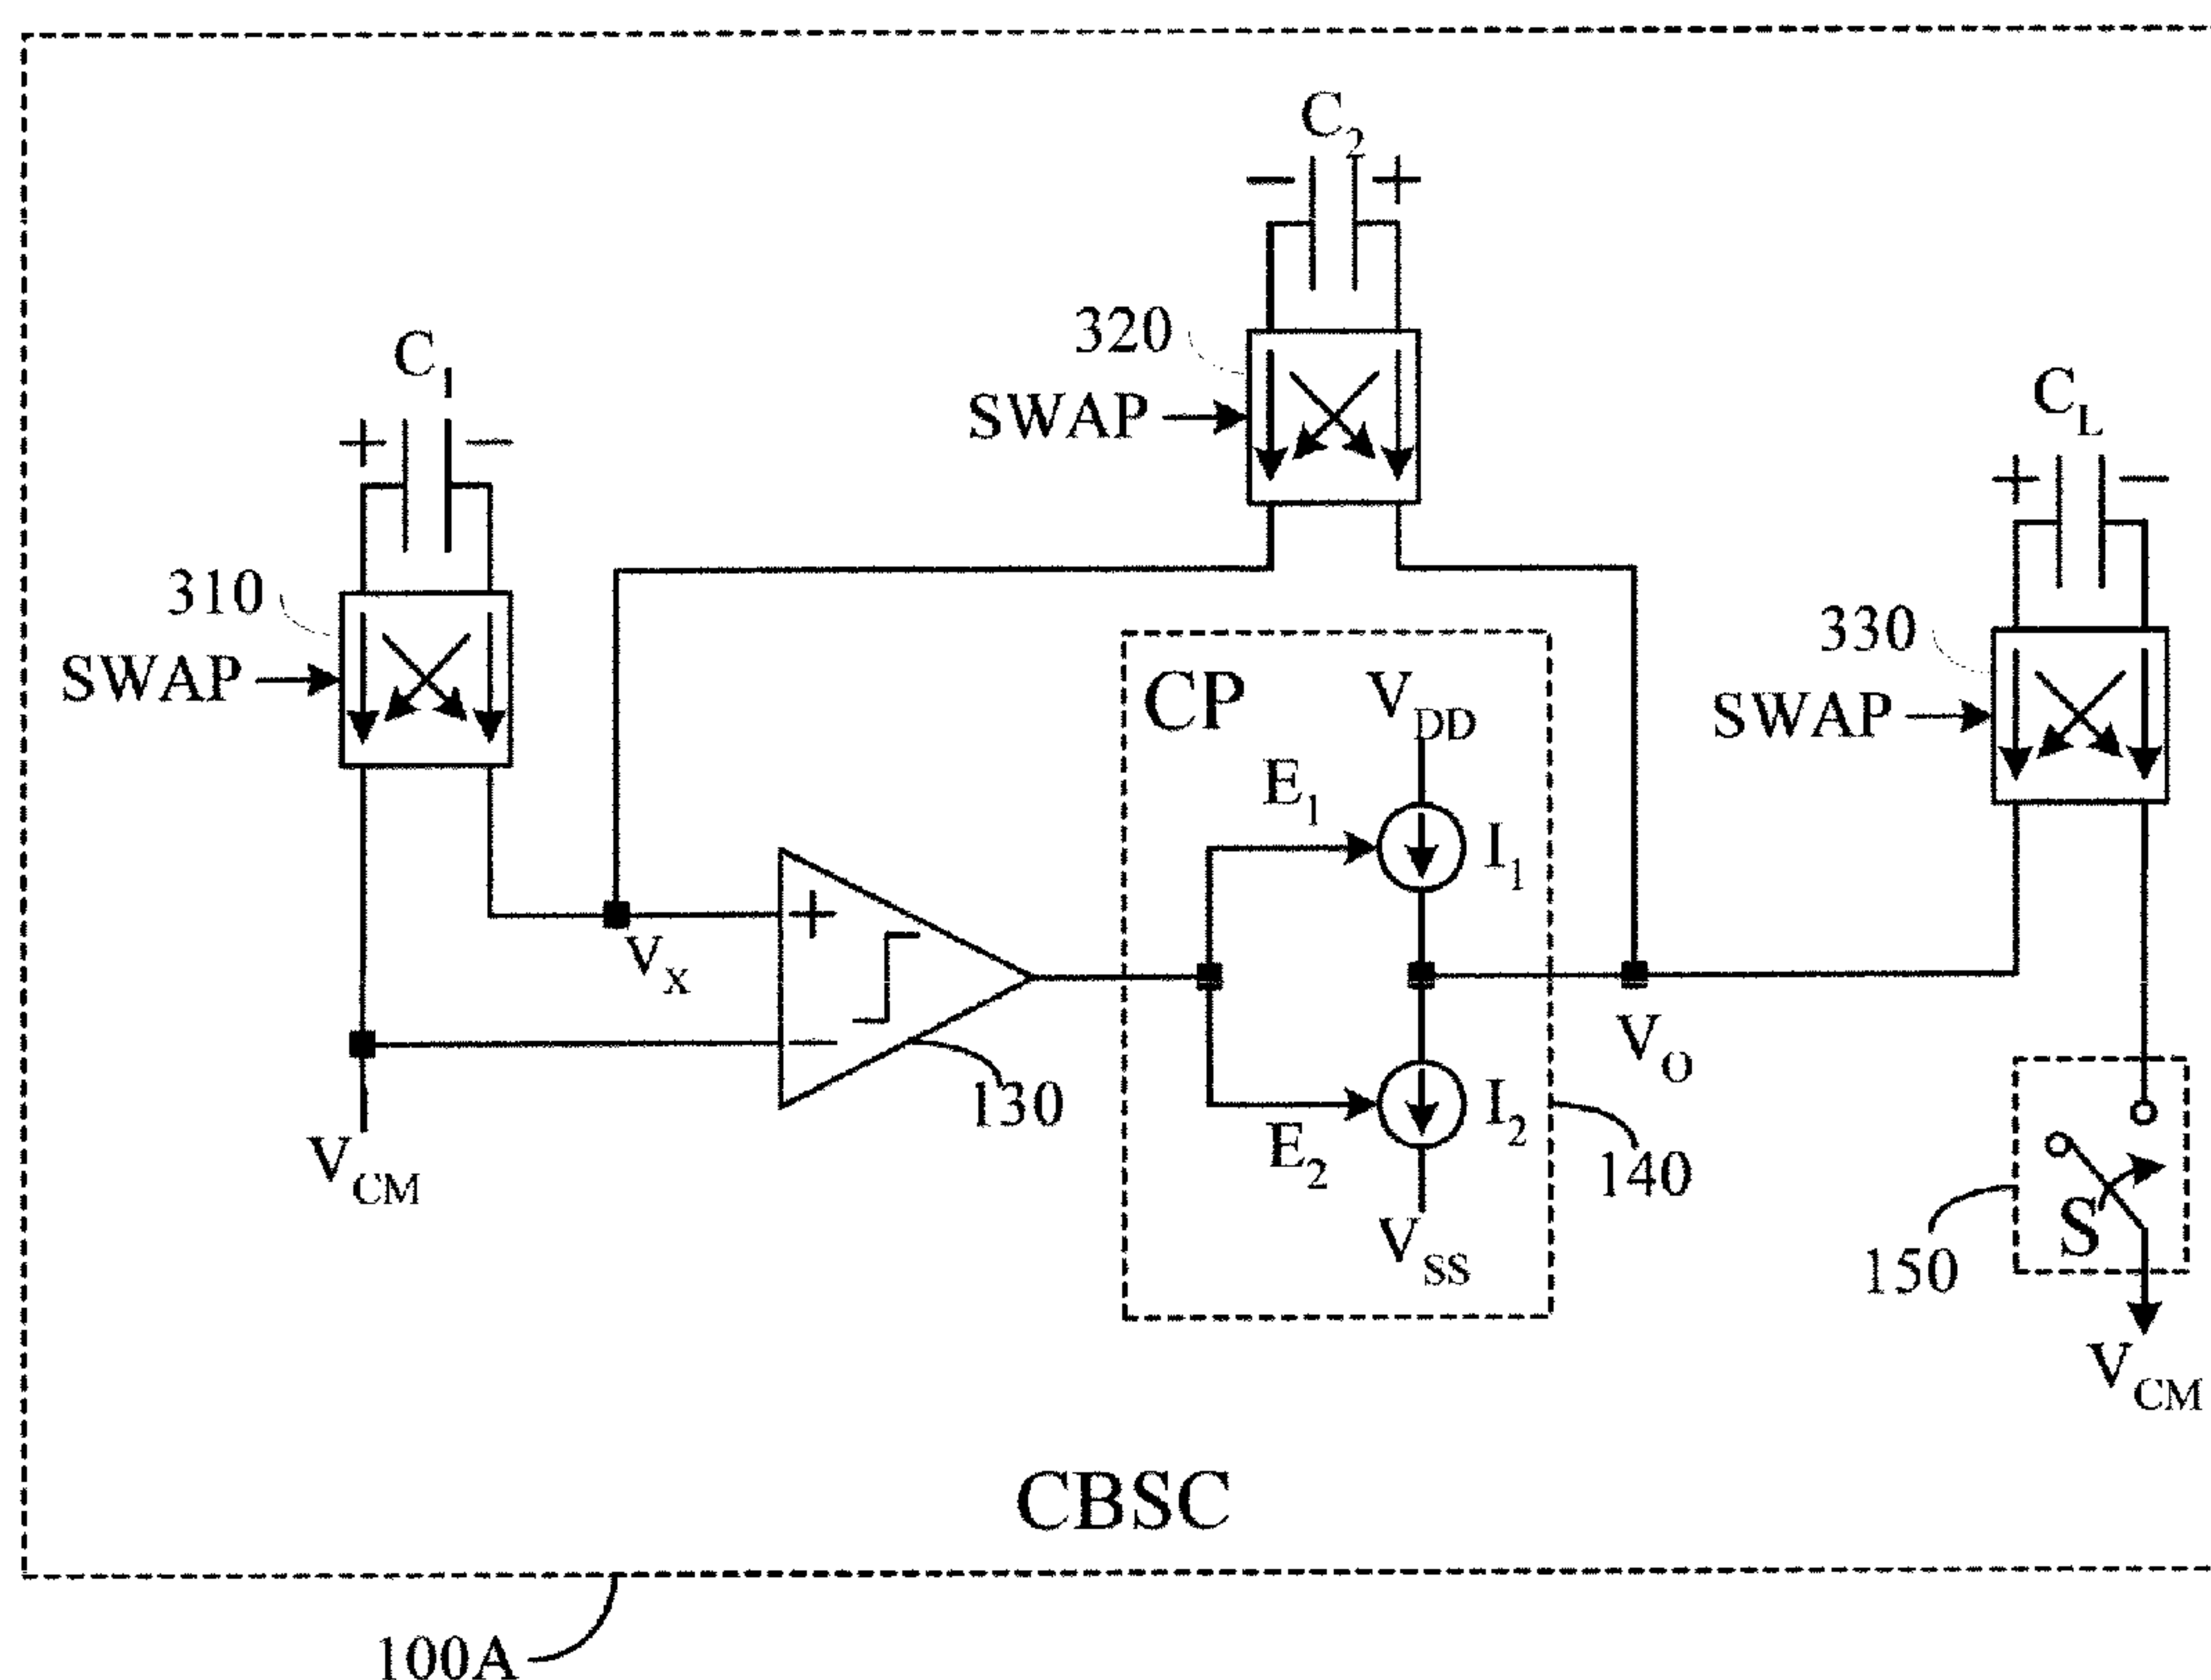 C2
C1
+ −
− +
320
SWAP
CL
+ −
310
SWAP
330
SWAP
CP
VDD
E1
I1
+
VX
−
130
VO
E2
I2
140
VCM
VSS
150
S
VCM
CBSC
100A